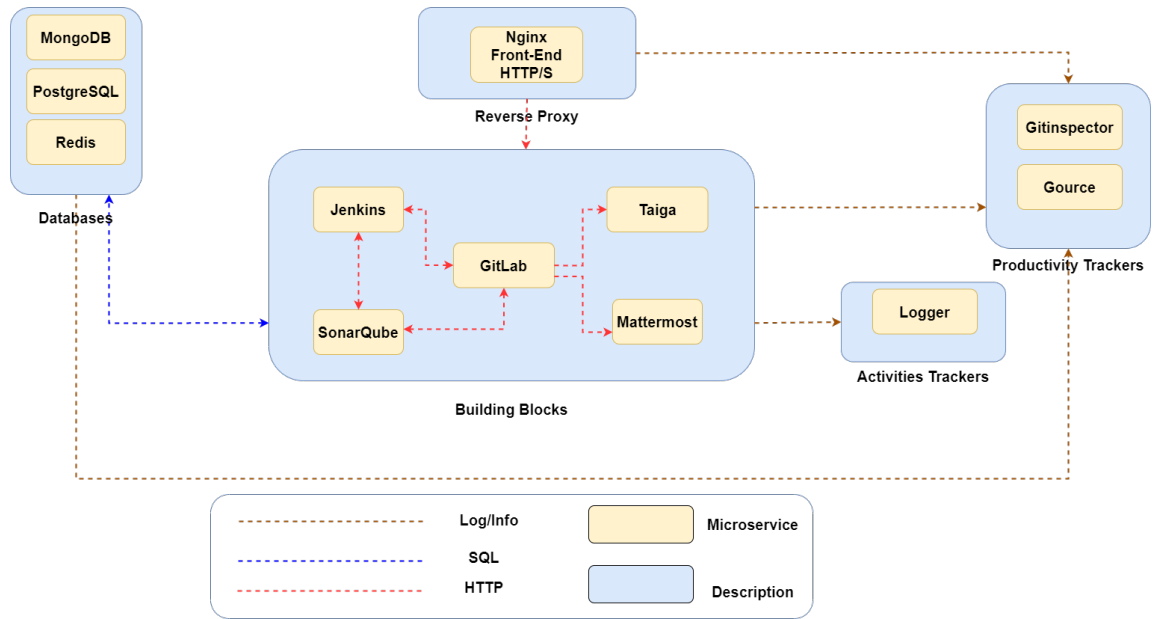 MongoDB
PostgreSQL
Redis
Databases
Nginx
Front-End
HTTP/S
Reverse Proxy
Jenkins
Taiga
GitLab
SonarQube
Mattermost
Building Blocks
Gitinspector
Gource
Productivity Trackers
Logger
Activities Trackers
Log/Info
SQL
HTTP
Microservice
Description